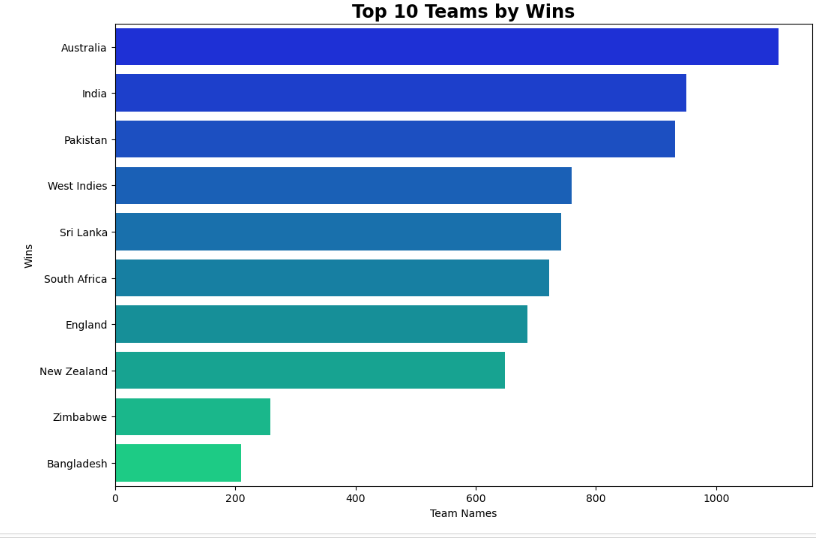 Top 10 Teams by Wins
Australia
India
Pakistan
West Indies
Sri Lanka
South Africa
England
New Zealand
Zimbabwe
Bangladesh
Wins
0 200 400 600 800 1000
Team Names